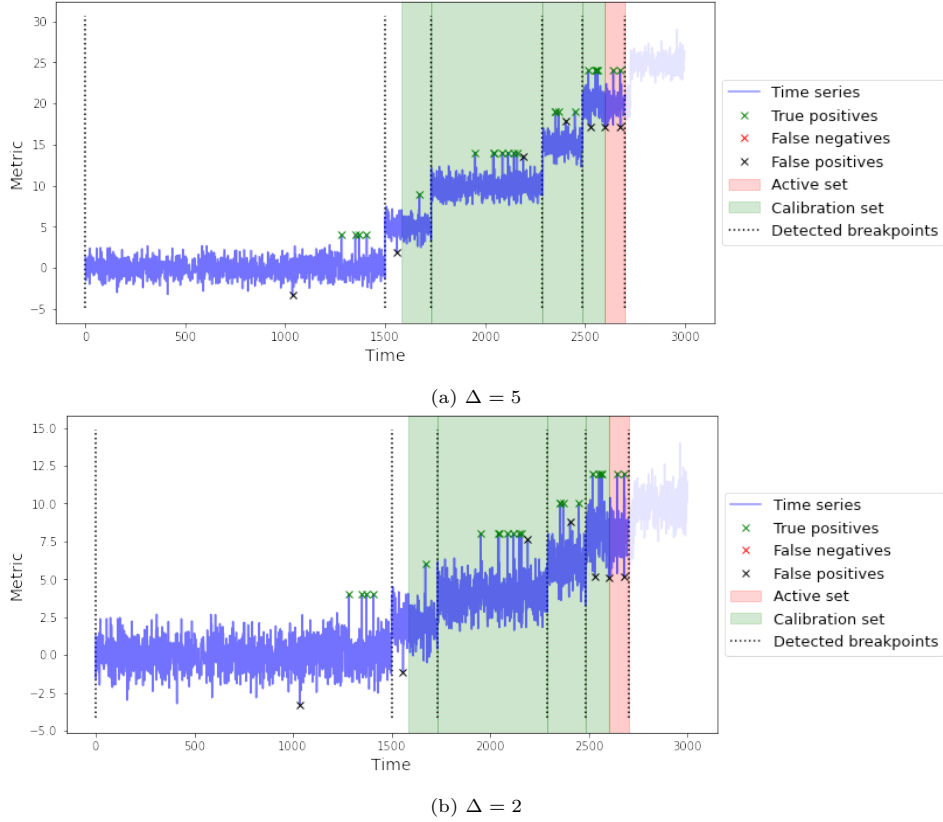 30
25
20
15
10
5
0
−5
Metric
0 500 1000 1500 2000 2500 3000
Time
Time series
True positives
False negatives
False positives
Active set
Calibration set
Detected breakpoints
(a) Δ = 5
15.0
12.5
10.0
7.5
5.0
2.5
0.0
−2.5
−5.0
Metric
0 500 1000 1500 2000 2500 3000
Time
Time series
True positives
False negatives
False positives
Active set
Calibration set
Detected breakpoints
(b) Δ = 2